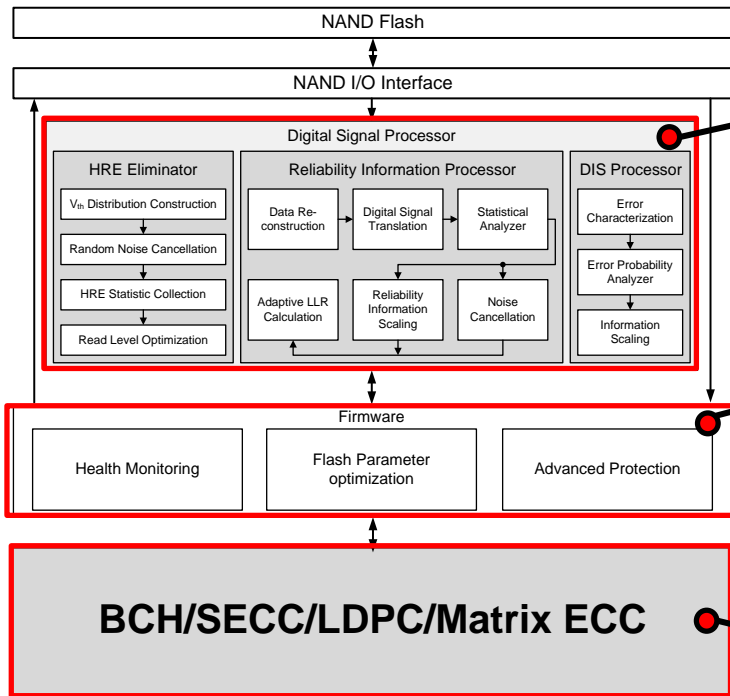 NAND Flash
NAND I/O Interface
Digital Signal Processor
HRE Eliminator
Vth Distribution Construction
Random Noise Cancellation
HRE Statistic Collection
Read Level Optimization
Reliability Information Processor
Data Re-
construction
Digital Signal
Translation
Statistical
Analyzer
Adaptive LLR
Calculation
Reliability
Information
Scaling
Noise
Cancellation
DIS Processor
Error
Characterization
Error Probability
Analyzer
Information
Scaling
Firmware
Health Monitoring
Flash Parameter
optimization
Advanced Protection
BCH/SECC/LDPC/Matrix ECC